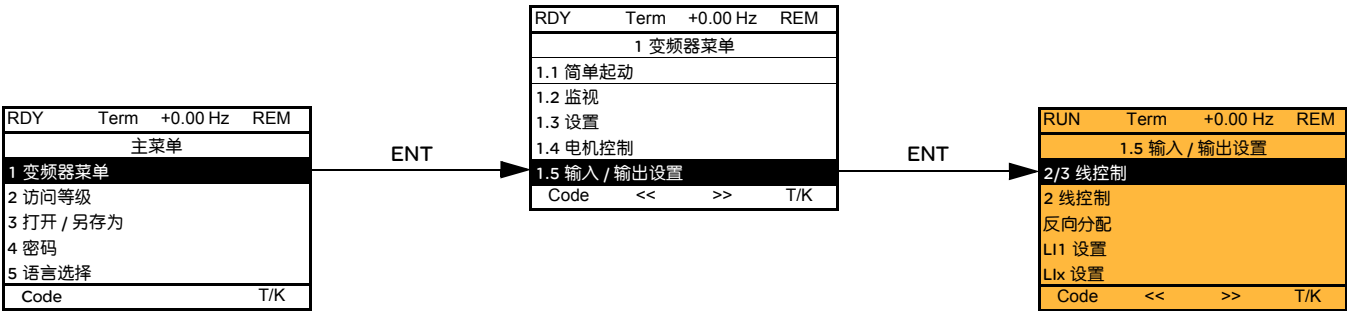 RDY Term +0.00 Hz REM
主菜单
1 变频器菜单
2 访问等级
3 打开 / 另存为
4 密码
5 语言选择
Code T/K
ENT
RDY Term +0.00 Hz REM
1 变频器菜单
1.1 简单起动
1.2 监视
1.3 设置
1.4 电机控制
1.5 输入 / 输出设置
Code << >> T/K
ENT
RUN Term +0.00 Hz REM
1.5 输入 / 输出设置
2/3 线控制
2 线控制
反向分配
LI1 设置
LIx 设置
Code << >> T/K